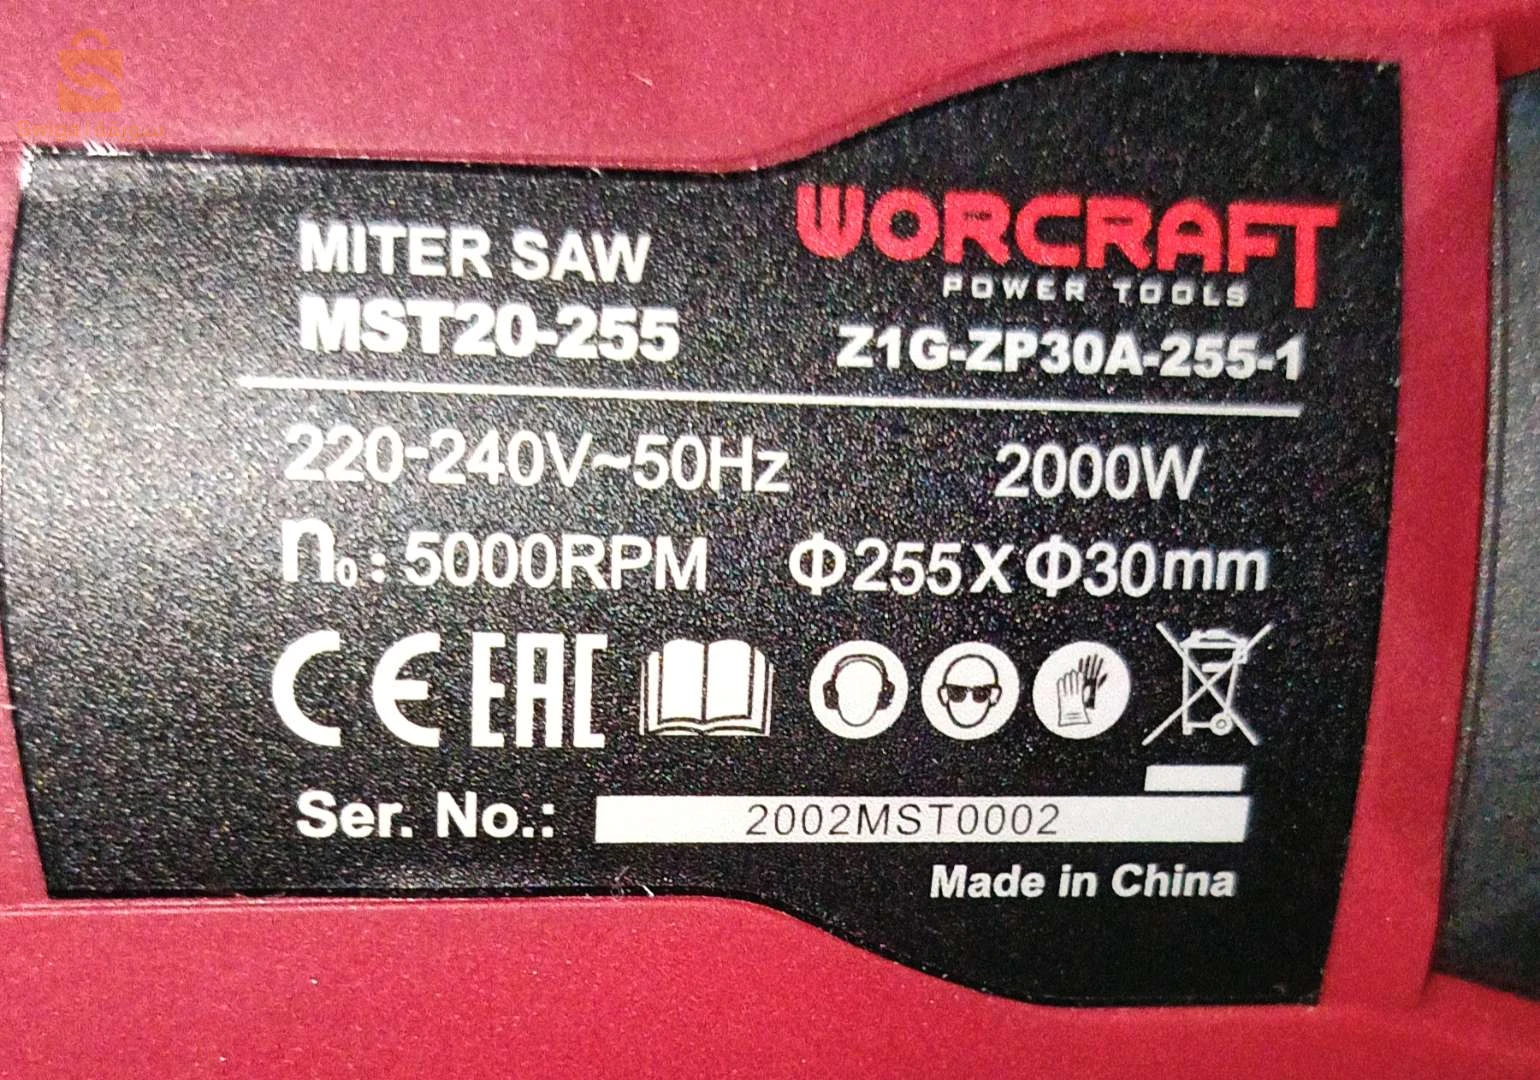 MITER SAW
MST20-255
WORCRAFT
POWER TOOLS
Z1G-ZP30A-255-1
220-240V~50Hz 2000W
n₀: 5000RPM Φ255XΦ30mm
CE EAC
Ser. No.: 2002MST0002
Made in China